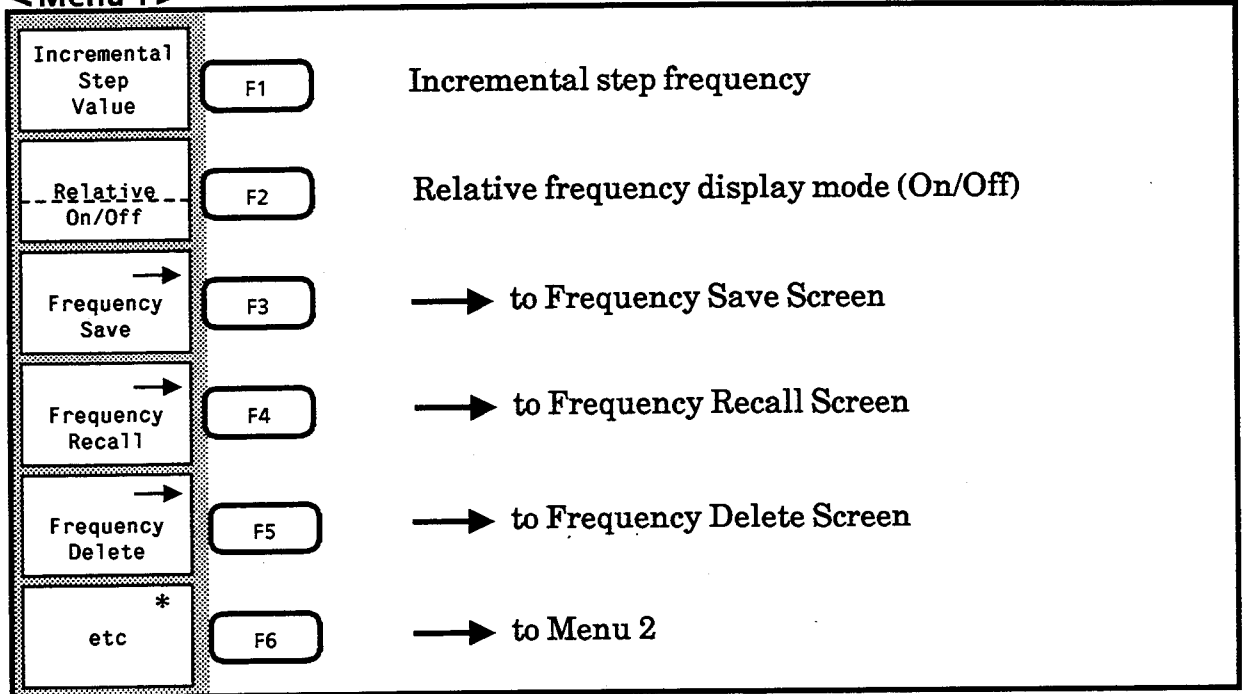 <Menu 1>
Incremental
Step
Value
F1
Incremental step frequency
Relative
On/Off
F2
Relative frequency display mode (On/Off)
→
Frequency
Save
F3
→ to Frequency Save Screen
→
Frequency
Recall
F4
→ to Frequency Recall Screen
→
Frequency
Delete
F5
→ to Frequency Delete Screen
*
etc
F6
→ to Menu 2